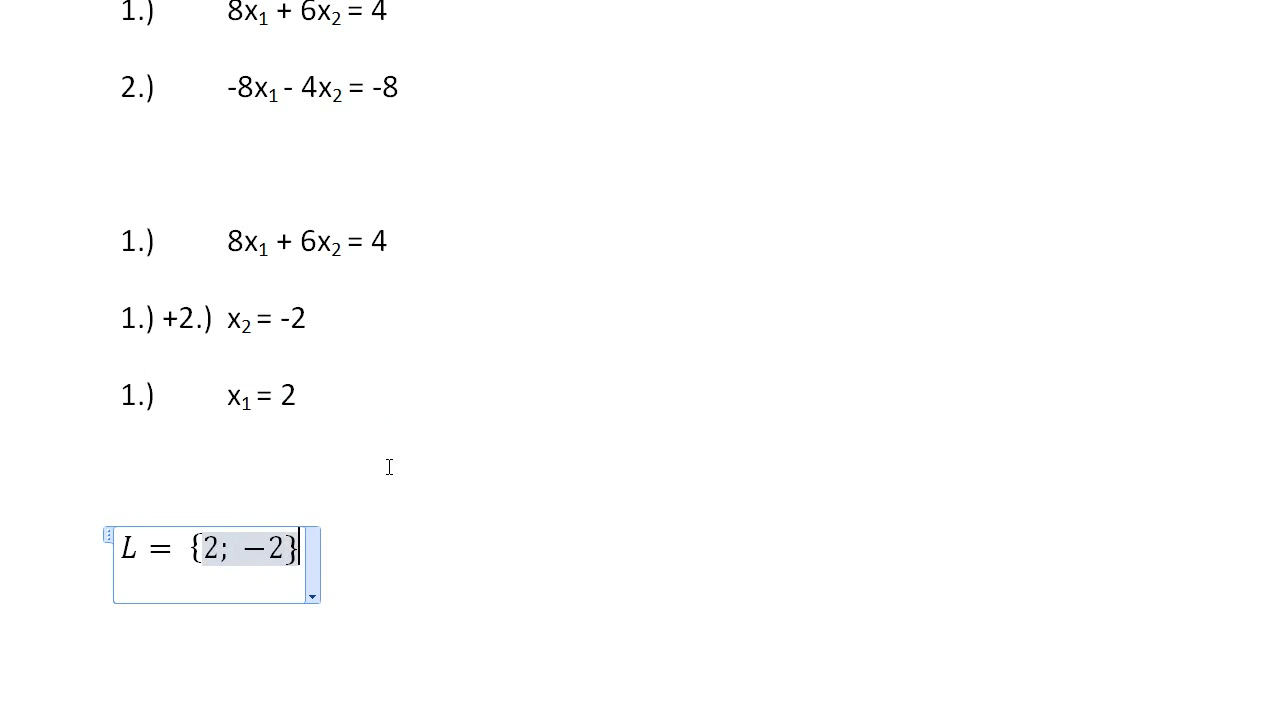 1.) 8x₁ + 6x₂ = 4
2.) -8x₁ - 4x₂ = -8
1.) 8x₁ + 6x₂ = 4
1.) +2.) x₂ = -2
1.) x₁ = 2
L = {2; −2}